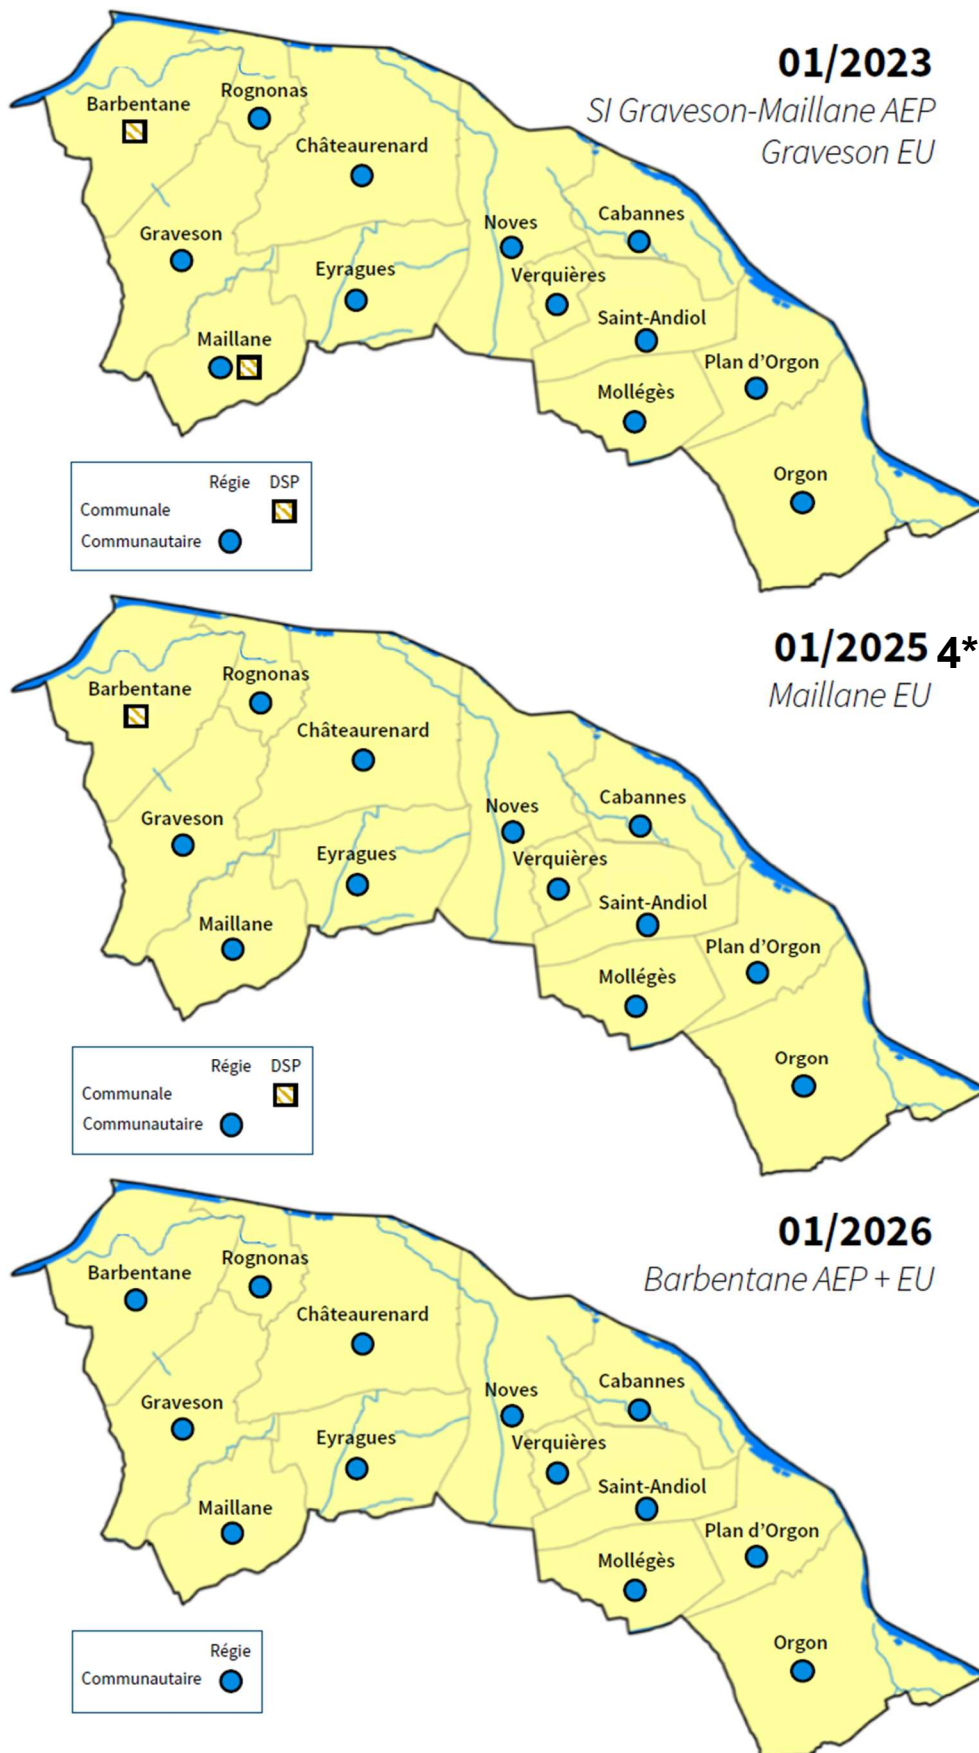 01/2023
SI Graveson-Maillane AEP
Graveson EU
Barbentane
Rognonas
Châteaurenard
Graveson
Eyragues
Maillane
Noves
Cabannes
Verquières
Saint-Andiol
Plan d’Orgon
Mollégès
Orgon
Régie DSP
Communale
Communautaire
01/2025 4*
Maillane EU
Barbentane
Rognonas
Châteaurenard
Graveson
Eyragues
Maillane
Noves
Cabannes
Verquières
Saint-Andiol
Plan d’Orgon
Mollégès
Orgon
Régie DSP
Communale
Communautaire
01/2026
Barbentane AEP + EU
Barbentane
Rognonas
Châteaurenard
Graveson
Eyragues
Maillane
Noves
Cabannes
Verquières
Saint-Andiol
Plan d’Orgon
Mollégès
Orgon
Régie
Communautaire